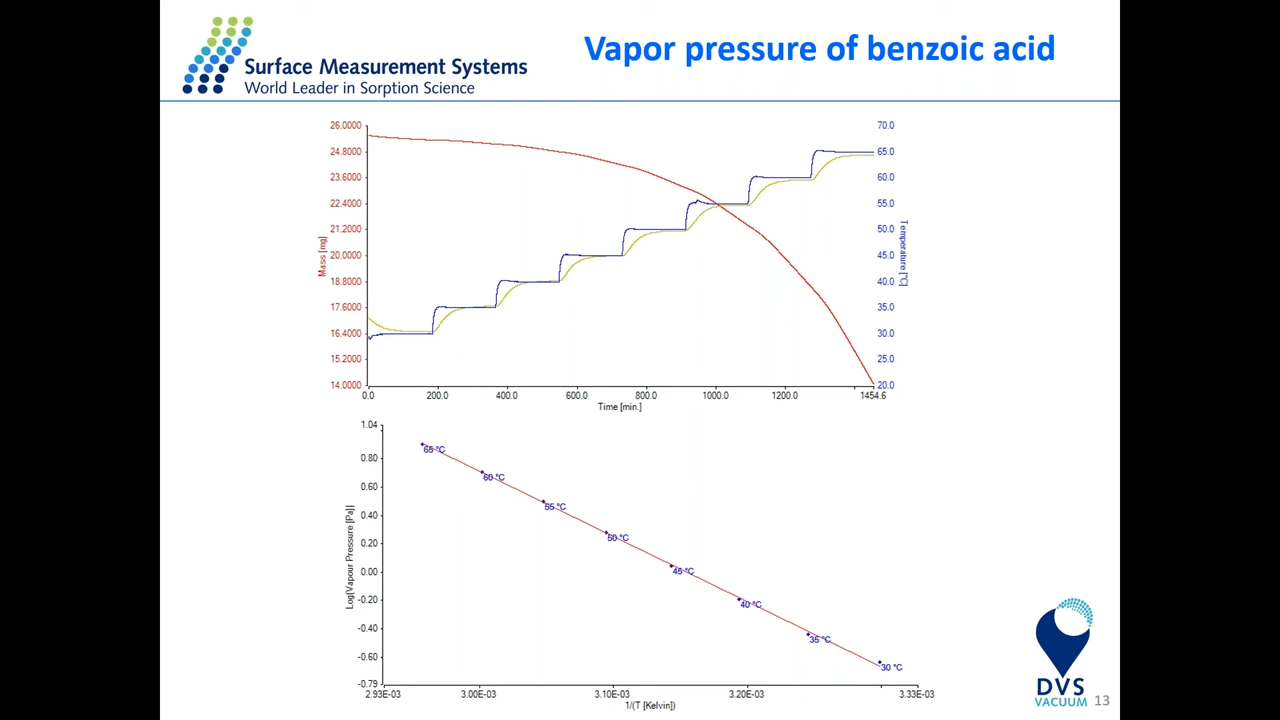 Vapor pressure of benzoic acid
Surface Measurement Systems
World Leader in Sorption Science
26.0000
24.8000
23.6000
22.4000
21.2000
20.0000
18.8000
17.6000
16.4000
15.2000
14.0000
Mass [mg]
70.0
65.0
60.0
55.0
50.0
45.0
40.0
35.0
30.0
25.0
20.0
Temperature [°C]
0.0 200.0 400.0 600.0 800.0 1000.0 1200.0 1454.6
Time [min.]
1.04
0.80
0.60
0.40
0.20
0.00
-0.20
-0.40
-0.60
-0.79
Log(Vapour Pressure [Pa])
65 °C
60 °C
55 °C
50 °C
45 °C
40 °C
35 °C
30 °C
2.93E-03 3.00E-03 3.10E-03 3.20E-03 3.33E-03
1/(T [Kelvin])
DVS
VACUUM
13